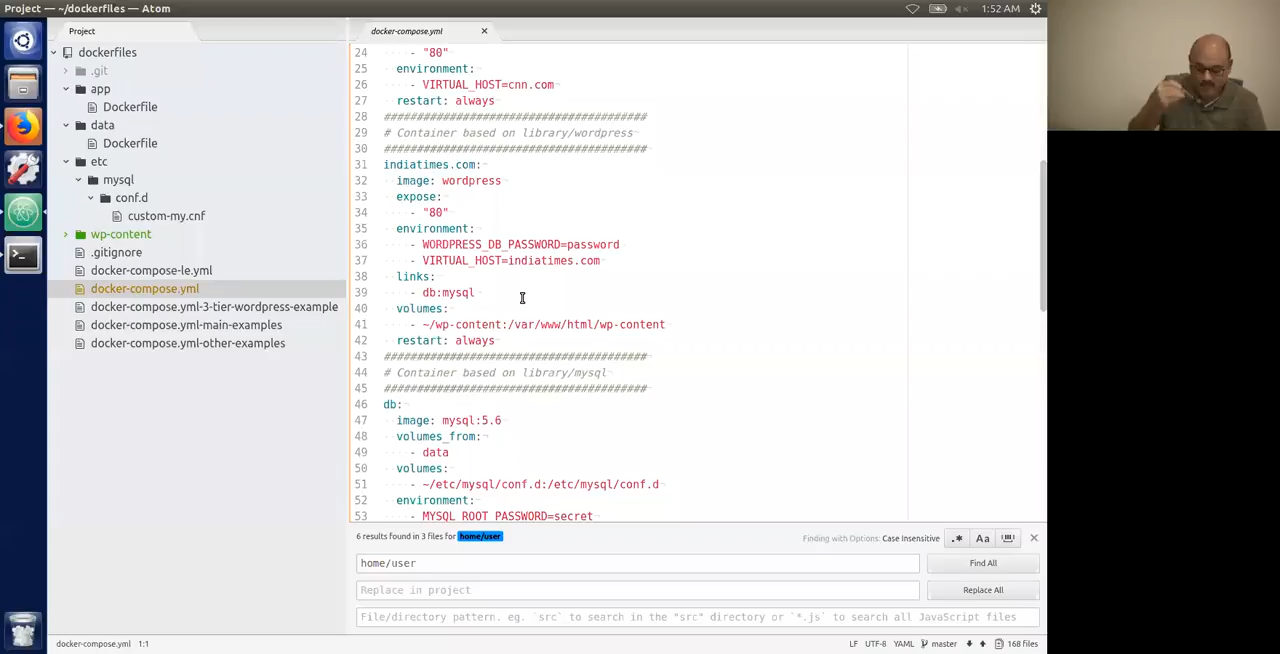 Project — ~/dockerfiles — Atom
1:52 AM
Project
docker-compose.yml
dockerfiles
.git
app
Dockerfile
data
Dockerfile
etc
mysql
conf.d
custom-my.cnf
wp-content
.gitignore
docker-compose-le.yml
docker-compose.yml
docker-compose.yml-3-tier-wordpress-example
docker-compose.yml-main-examples
docker-compose.yml-other-examples
24 - "80"
25 environment:
26 - VIRTUAL_HOST=cnn.com
27 restart: always
28 ########################################
29 # Container based on library/wordpress
30 ########################################
31 indiatimes.com:
32 image: wordpress
33 expose:
34 - "80"
35 environment:
36 - WORDPRESS_DB_PASSWORD=password
37 - VIRTUAL_HOST=indiatimes.com
38 links:
39 - db:mysql
40 volumes:
41 - ~/wp-content:/var/www/html/wp-content
42 restart: always
43 ########################################
44 # Container based on library/mysql
45 ########################################
46 db:
47 image: mysql:5.6
48 volumes_from:
49 - data
50 volumes:
51 - ~/etc/mysql/conf.d:/etc/mysql/conf.d
52 environment:
53 - MYSQL_ROOT_PASSWORD=secret
6 results found in 3 files for home/user
Finding with Options: Case Insensitive
.* Aa
home/user
Find All
Replace in project
Replace All
File/directory pattern. eg. `src` to search in the "src" directory or `*.js` to search all JavaScript files
docker-compose.yml 1:1
LF UTF-8 YAML master 168 files